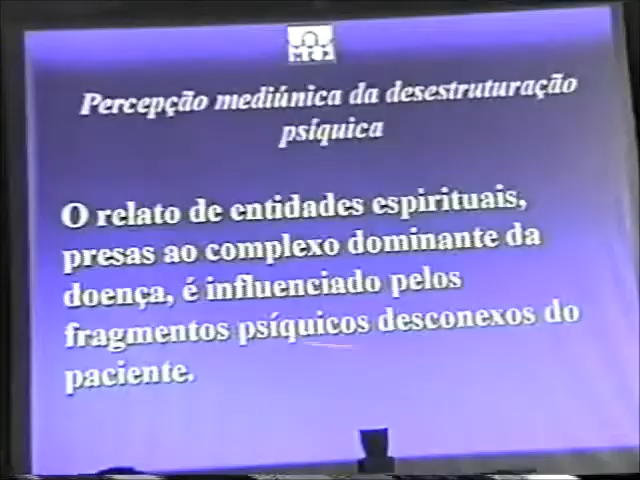 Percepção mediúnica da desestruturação
psíquica
O relato de entidades espirituais,
presas ao complexo dominante da
doença, é influenciado pelos
fragmentos psíquicos desconexos do
paciente.